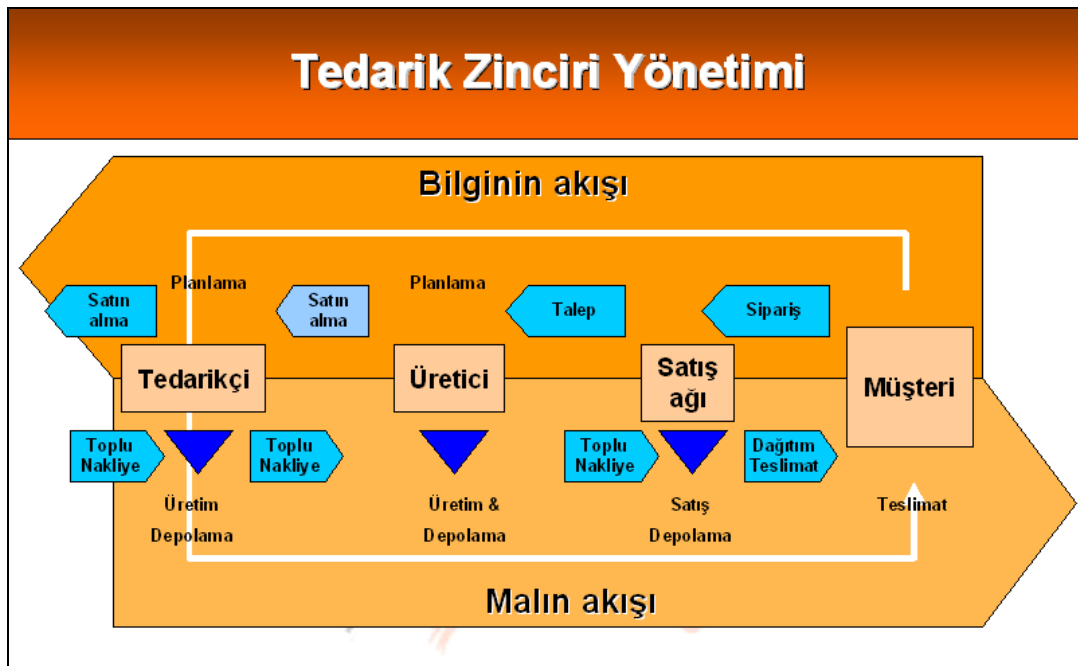 Tedarik Zinciri Yönetimi
Bilginin akışı
Planlama
Planlama
Satın
alma
Satın
alma
Talep
Sipariş
Tedarikçi
Üretici
Satış
ağı
Müşteri
Toplu
Nakliye
Toplu
Nakliye
Toplu
Nakliye
Dağıtım
Teslimat
Üretim
Depolama
Üretim &
Depolama
Satış
Depolama
Teslimat
Malın akışı